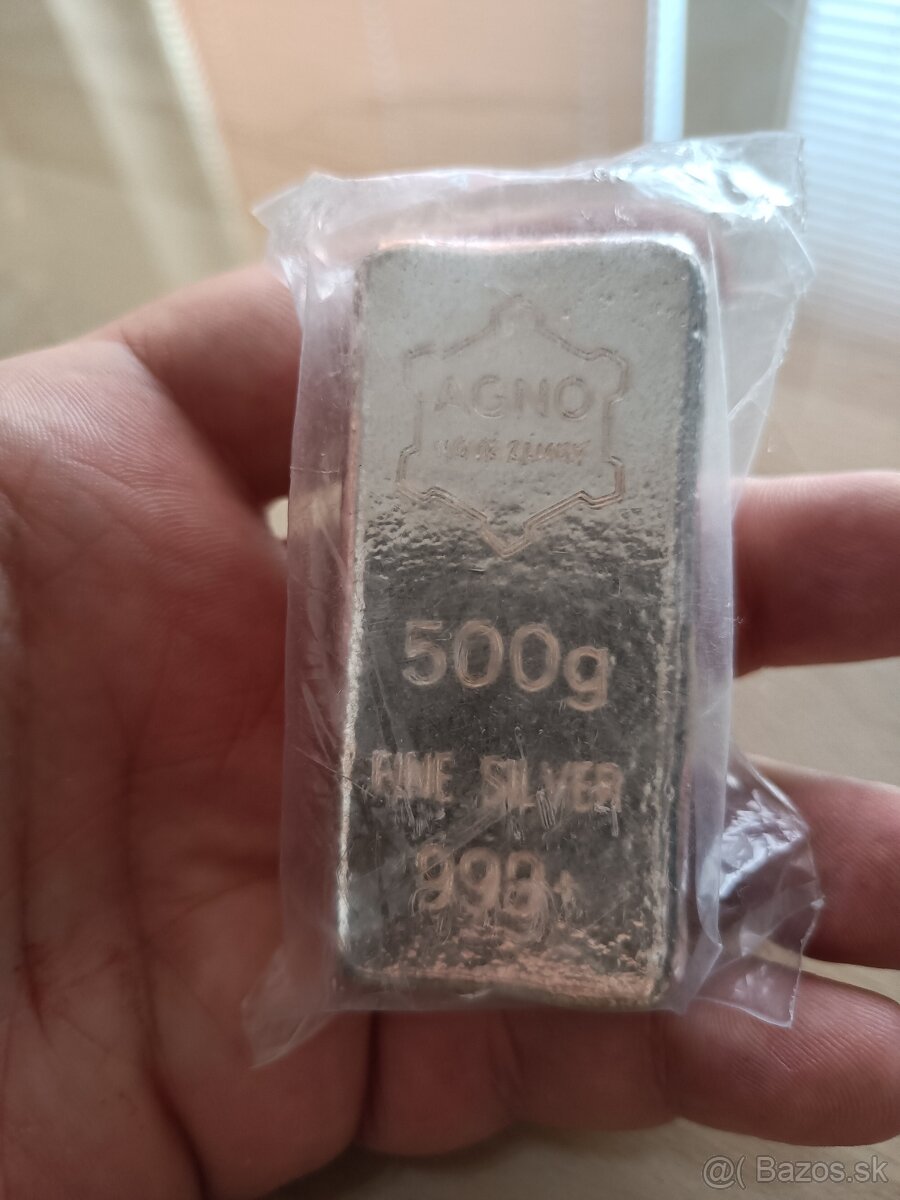 AGNO
500g
FINE SILVER
999+
@( Bazos.sk